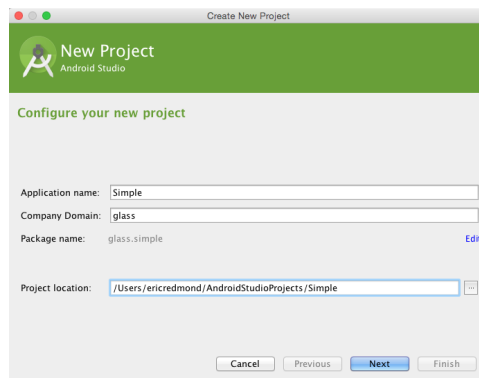 Create New Project
New Project
Android Studio
Configure your new project
Application name: Simple
Company Domain: glass
Package name: glass.simple Edit
Project location: /Users/ericredmond/AndroidStudioProjects/Simple ...
Cancel Previous Next Finish